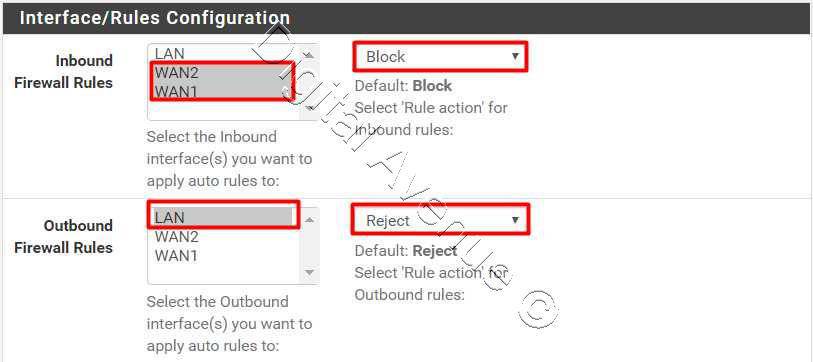 Interface/Rules Configuration
Inbound
Firewall Rules
LAN
WAN2
WAN1
Select the Inbound
interface(s) you want to
apply auto rules to:
Block
Default: Block
Select 'Rule action' for
Inbound rules:
Outbound
Firewall Rules
LAN
WAN2
WAN1
Select the Outbound
interface(s) you want to
apply auto rules to:
Reject
Default: Reject
Select 'Rule action' for
Outbound rules:
Digital Avenue ©